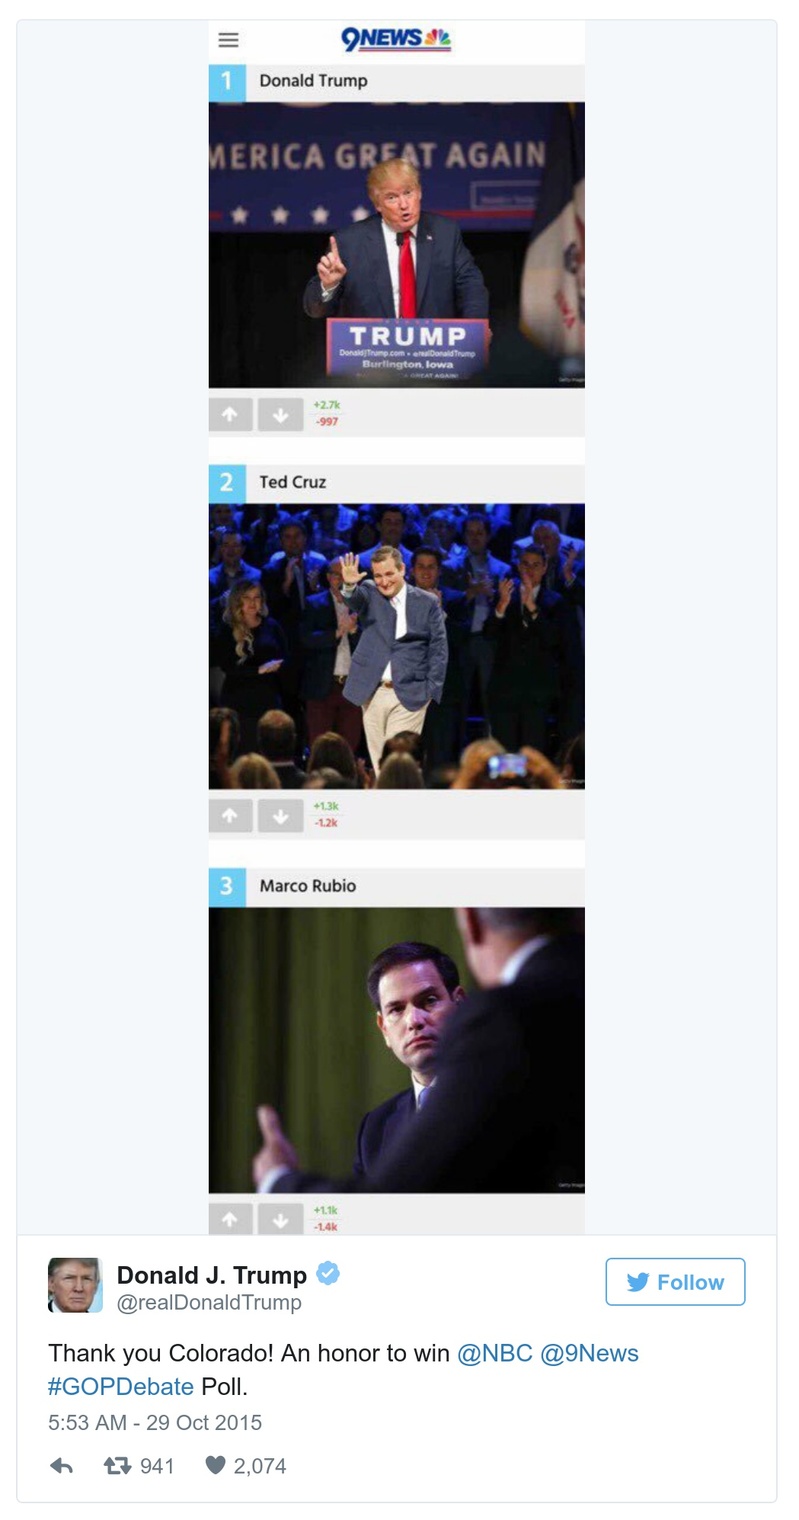 9NEWS
1 Donald Trump
MERICA GREAT AGAIN
TRUMP
DonaldJTrump.com • @realDonaldTrump
Burlington, Iowa
GREAT AGAIN!
+2.7k
-997
2 Ted Cruz
+1.3k
-1.2k
3 Marco Rubio
+1.1k
-1.4k
Donald J. Trump
@realDonaldTrump
Follow
Thank you Colorado! An honor to win @NBC @9News
#GOPDebate Poll.
5:53 AM - 29 Oct 2015
941 2,074